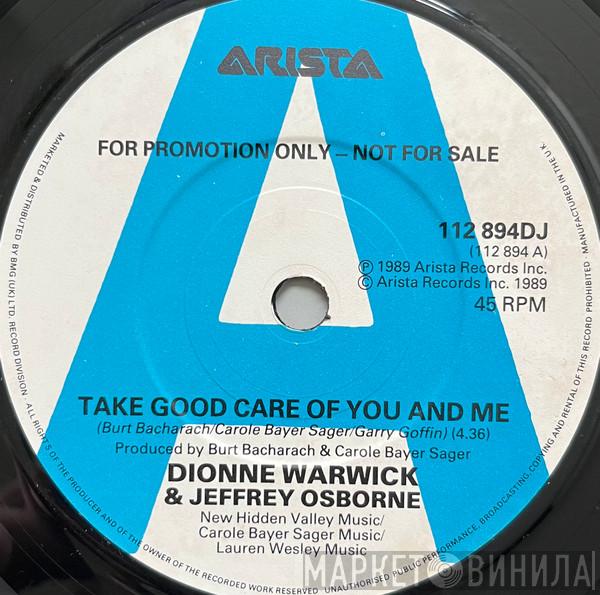 ARISTA
FOR PROMOTION ONLY – NOT FOR SALE
112 894DJ
(112 894 A)
Ⓟ 1989 Arista Records Inc.
© Arista Records Inc. 1989
45 RPM
TAKE GOOD CARE OF YOU AND ME
(Burt Bacharach/Carole Bayer Sager/Garry Goffin) (4.36)
Produced by Burt Bacharach & Carole Bayer Sager
DIONNE WARWICK
& JEFFREY OSBORNE
New Hidden Valley Music/
Carole Bayer Sager Music/
Lauren Wesley Music
MARKETED & DISTRIBUTED BY BMG (UK) LTD. RECORD DIVISION · ALL RIGHTS OF THE PRODUCER AND OF THE OWNER OF THE RECORDED WORK RESERVED. UNAUTHORISED PUBLIC PERFORMANCE, BROADCASTING, COPYING AND RENTAL OF THIS RECORD PROHIBITED · MANUFACTURED IN THE U.K.
МАРКЕТ ВИНИЛА